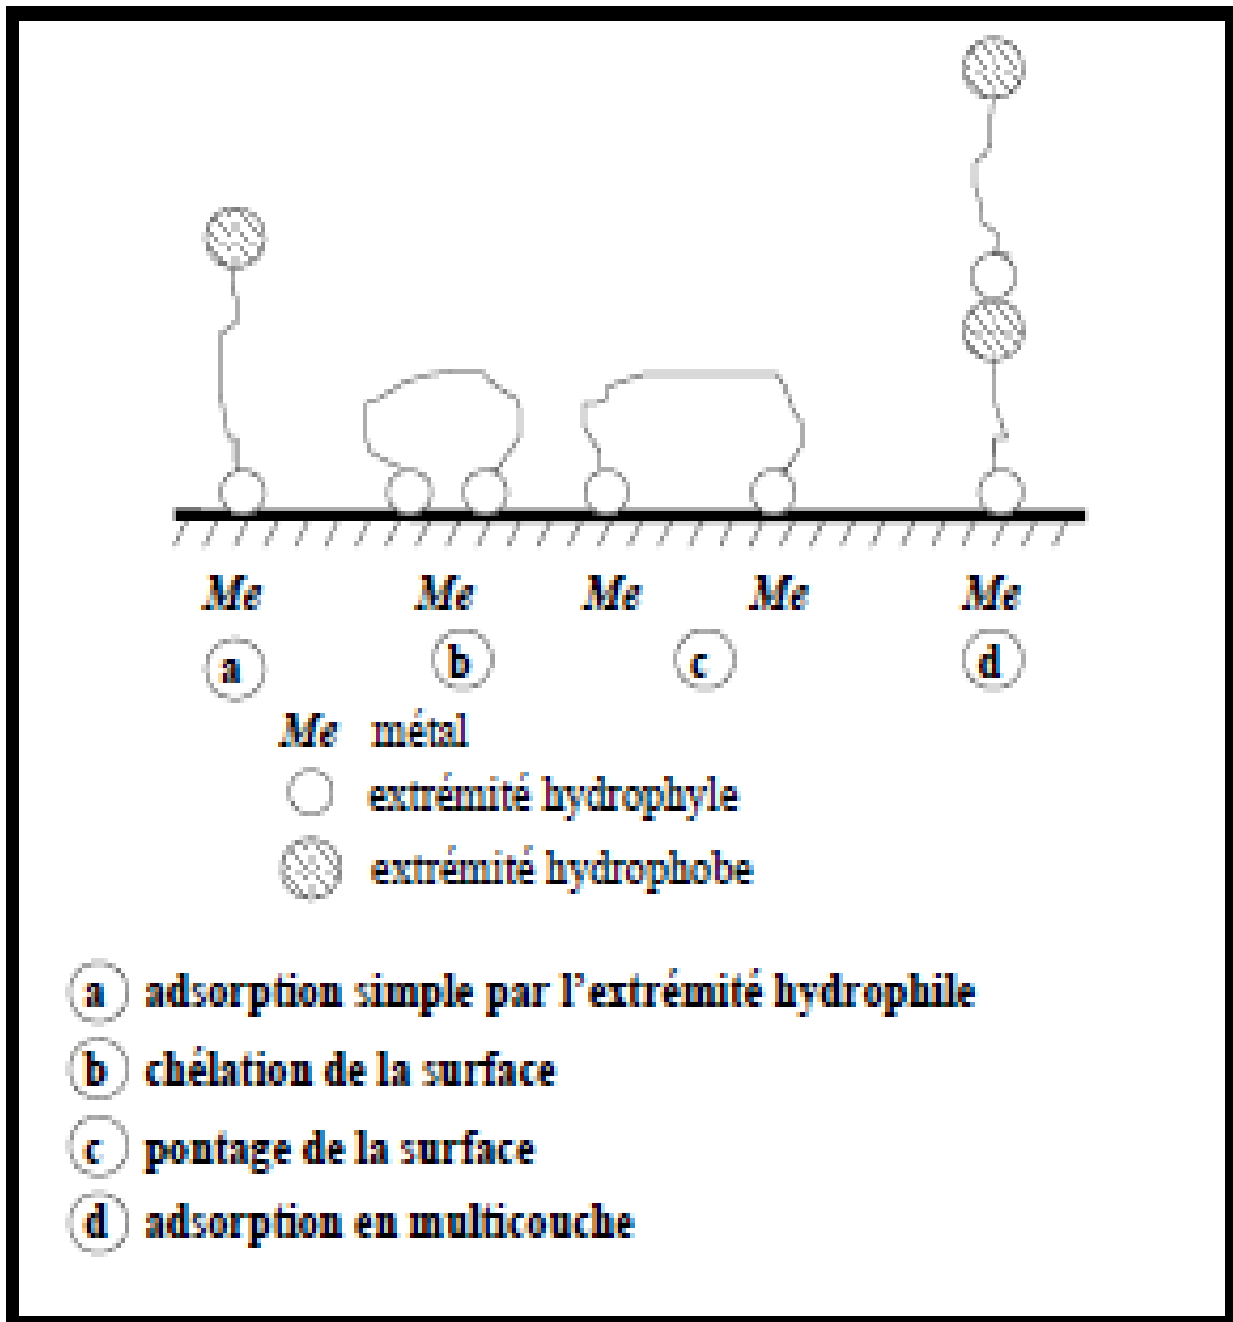 Me Me Me Me Me
a b c d
Me métal
extrémité hydrophyle
extrémité hydrophobe
a adsorption simple par l’extrémité hydrophile
b chélation de la surface
c pontage de la surface
d adsorption en multicouche